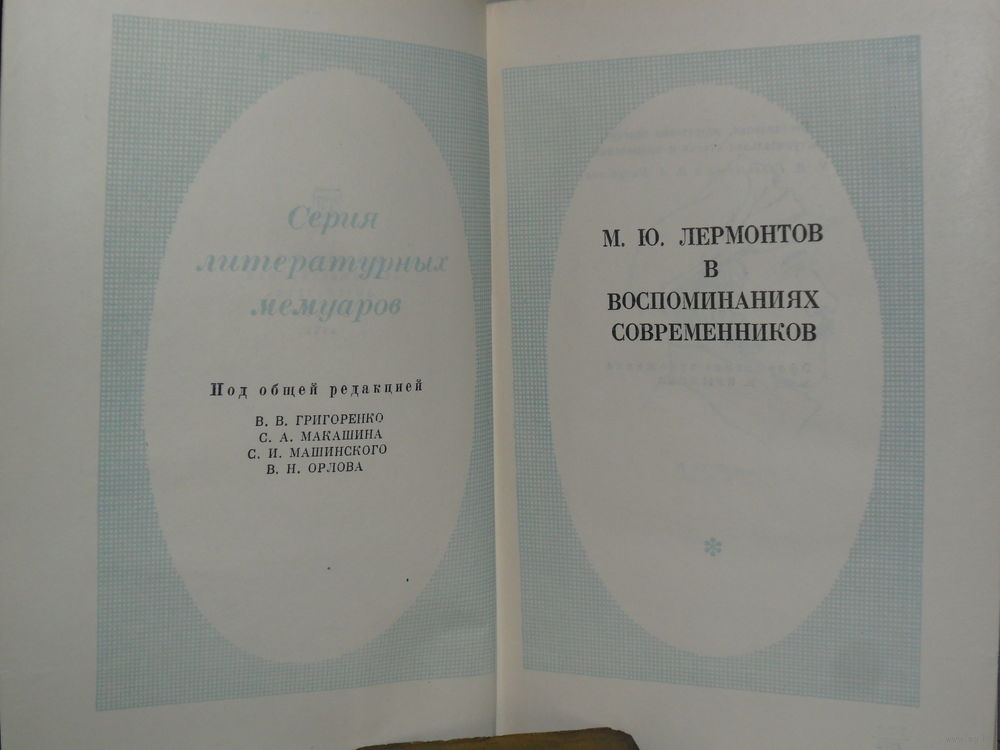 Серия
литературных
мемуаров
Под общей редакцией
В. В. ГРИГОРЕНКО
С. А. МАКАШИНА
С. И. МАШИНСКОГО
В. Н. ОРЛОВА
М. Ю. ЛЕРМОНТОВ
В
ВОСПОМИНАНИЯХ
СОВРЕМЕННИКОВ